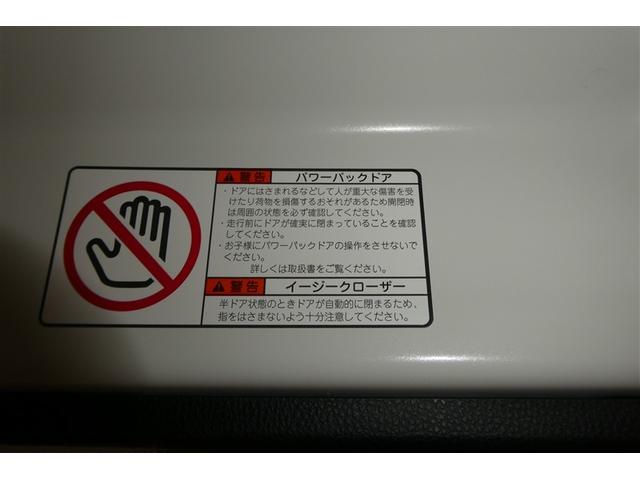 警告 パワーバックドア
・ドアにはさまれるなどして人が重大な傷害を受
けたり荷物を損傷するおそれがあるため開閉時
は周囲の状態を必ず確認してください。
・走行前にドアが確実に閉まっていることを確認
してください。
・お子様にパワーバックドアの操作をさせないで
ください。
詳しくは取扱書をご覧ください。
警告 イージークローザー
半ドア状態のときドアが自動的に閉まるため、
指をはさまないよう十分注意してください。